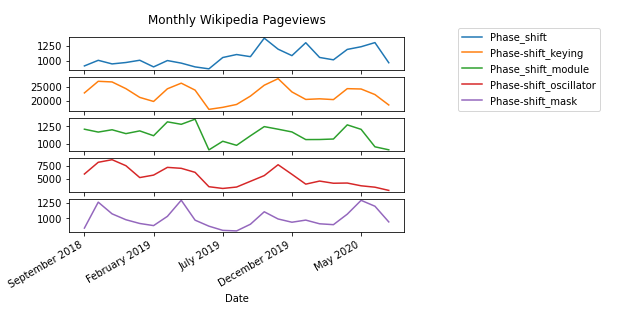 Monthly Wikipedia Pageviews
Phase_shift
Phase-shift_keying
Phase_shift_module
Phase-shift_oscillator
Phase-shift_mask
1250
1000
25000
20000
1250
1000
7500
5000
1250
1000
September 2018
February 2019
July 2019
December 2019
May 2020
Date